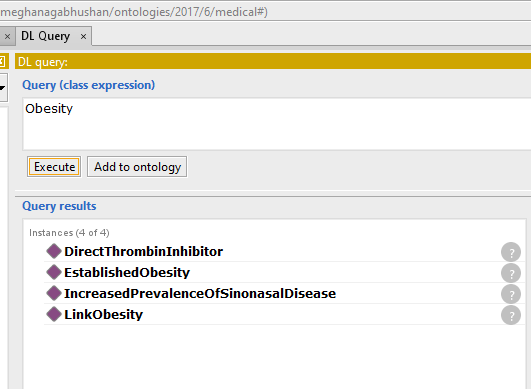 meghanagabhushan/ontologies/2017/6/medical#)
DL Query
DL query:
Query (class expression)
Obesity
Execute Add to ontology
Query results
Instances (4 of 4)
DirectThrombinInhibitor ?
EstablishedObesity ?
IncreasedPrevalenceOfSinonasalDisease ?
LinkObesity ?